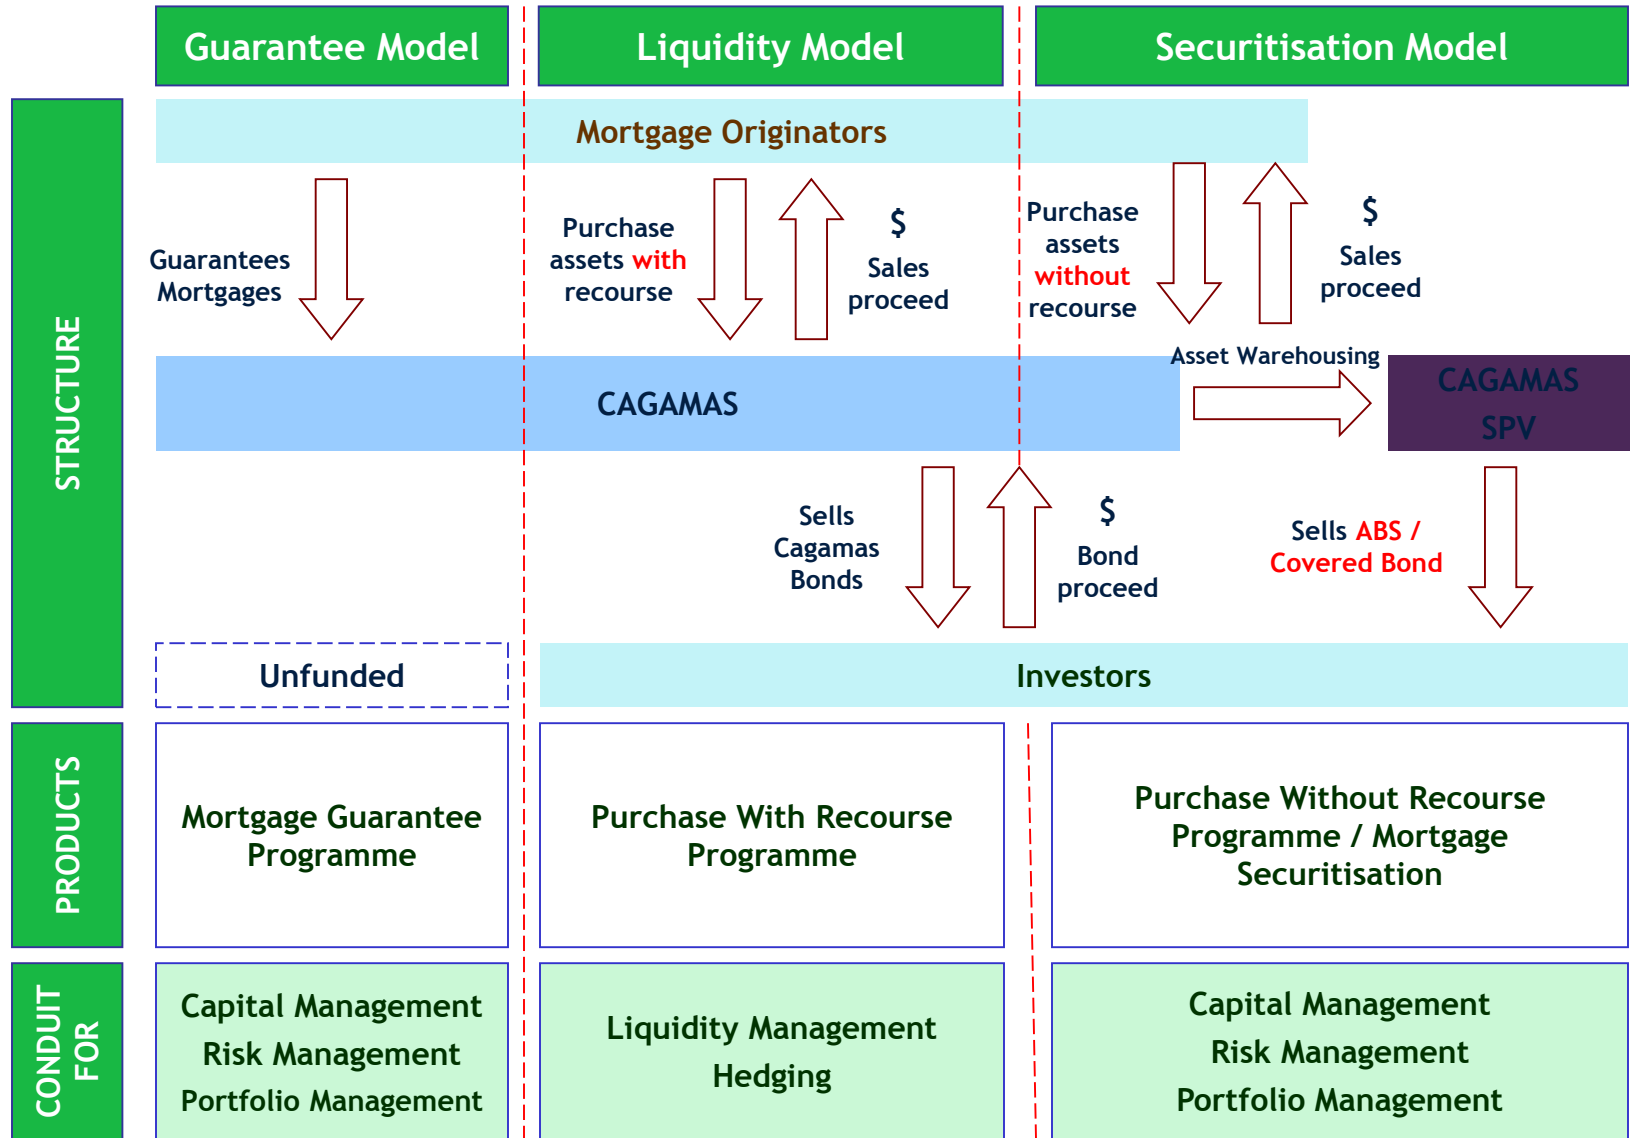 Guarantee Model
Liquidity Model
Securitisation Model
STRUCTURE
Mortgage Originators
Guarantees
Mortgages
Purchase
assets with
recourse
$
Sales
proceed
Purchase
assets
without
recourse
$
Sales
proceed
Asset Warehousing
CAGAMAS
CAGAMAS
SPV
Sells
Cagamas
Bonds
$
Bond
proceed
Sells ABS /
Covered Bond
Unfunded
Investors
PRODUCTS
Mortgage Guarantee
Programme
Purchase With Recourse
Programme
Purchase Without Recourse
Programme / Mortgage
Securitisation
CONDUIT
FOR
Capital Management
Risk Management
Portfolio Management
Liquidity Management
Hedging
Capital Management
Risk Management
Portfolio Management